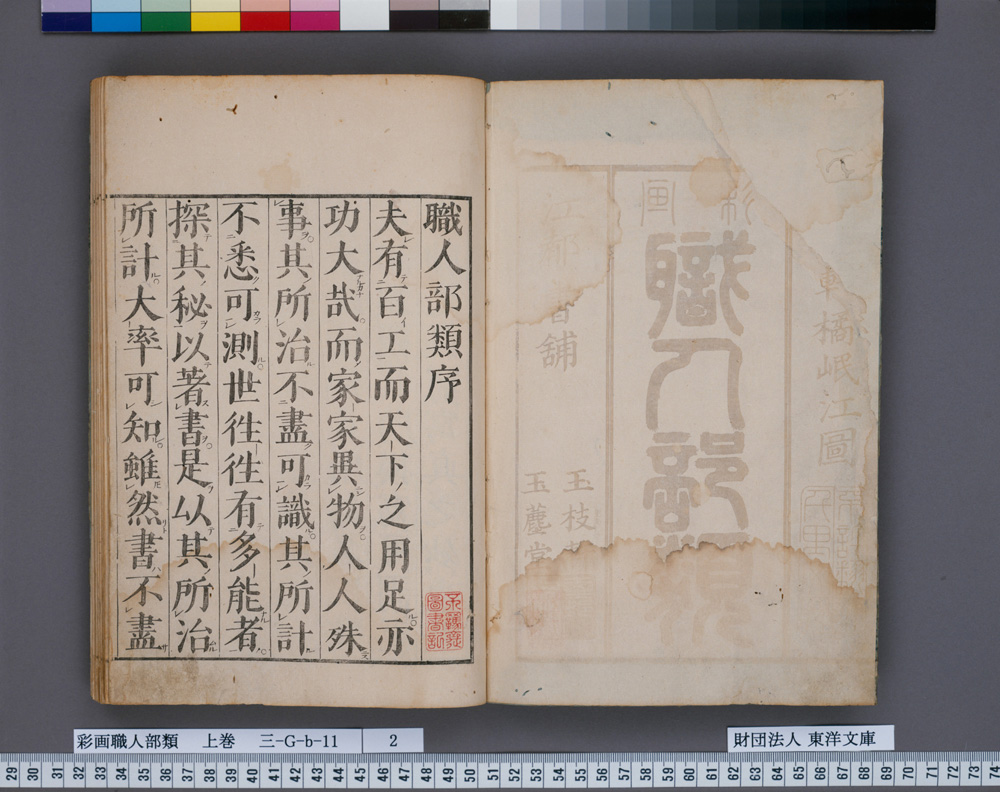 職人部類序
夫有百工而天下之用足亦
功大哉而家家異物人人殊
事其所治不盡可識其所計
不悉可測世徃徃有多能者
探其秘以著書是以其所治
所計大率可知雖然書不盡
橘岷江圖
彩画
職人部類
江都書舖
玉枝
玉麈堂
彩画職人部類 上巻 三-G-b-11 2
財団法人 東洋文庫
29 30 31 32 33 34 35 36 37 38 39 40 41 42 43 44 45 46 47 48 49 50 51 52 53 54 55 56 57 58 59 60 61 62 63 64 65 66 67 68 69 70 71 72 73 74